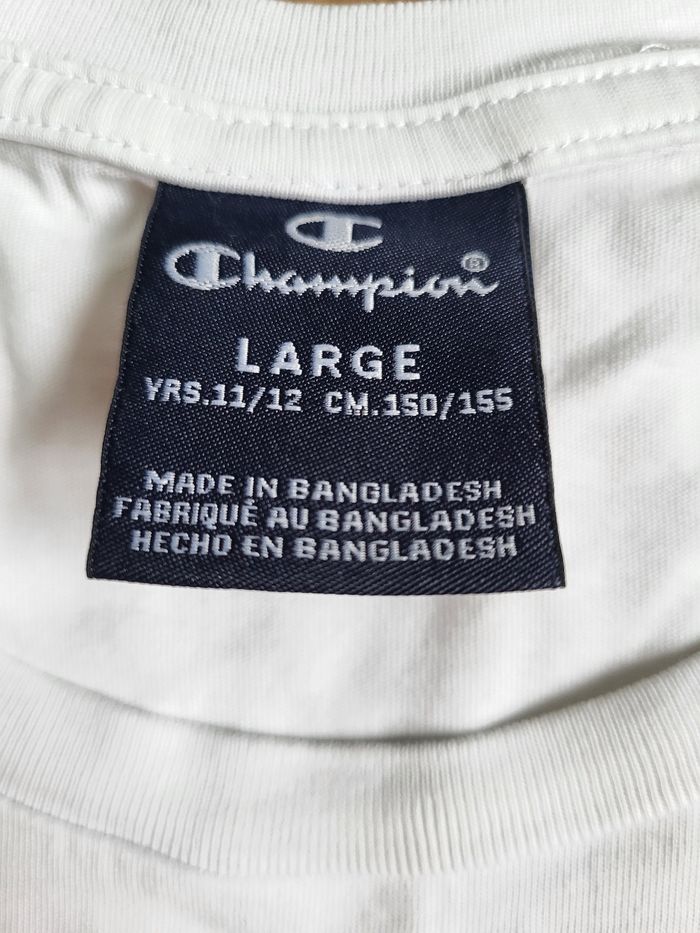 Champion®
LARGE
YRS.11/12 CM.150/155
MADE IN BANGLADESH
FABRIQUÉ AU BANGLADESH
HECHO EN BANGLADESH